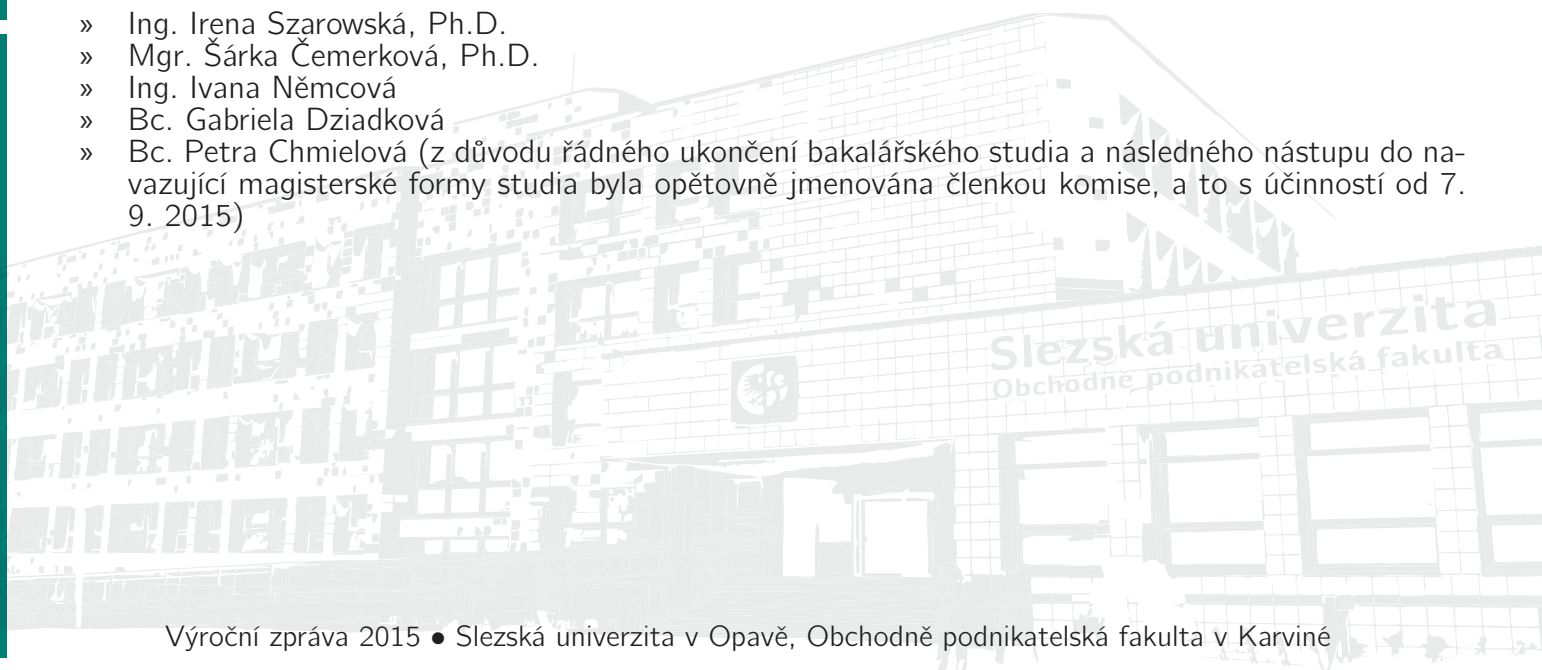 » Ing. Irena Szarowská, Ph.D.
» Mgr. Šárka Čemerková, Ph.D.
» Ing. Ivana Němcová
» Bc. Gabriela Dziadková
» Bc. Petra Chmielová (z důvodu řádného ukončení bakalářského studia a následného nástupu do na-
vazující magisterské formy studia byla opětovně jmenována členkou komise, a to s účinností od 7.
9. 2015)
Slezská univerzita
Obchodně podnikatelská fakulta
Výroční zpráva 2015 • Slezská univerzita v Opavě, Obchodně podnikatelská fakulta v Karviné